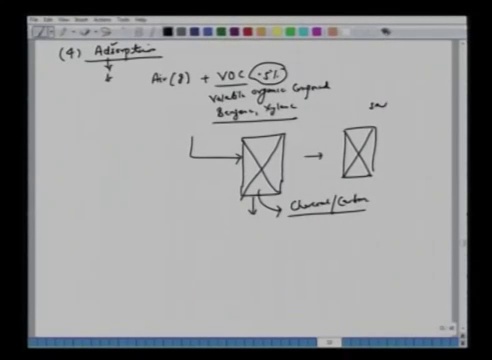 File Edit View Insert Actions Tools Help
(4) Adsorption
Air(g) + VOC (.5%)
Volatile organic Compound
Benzene, Xylene
Charcoal/Carbon